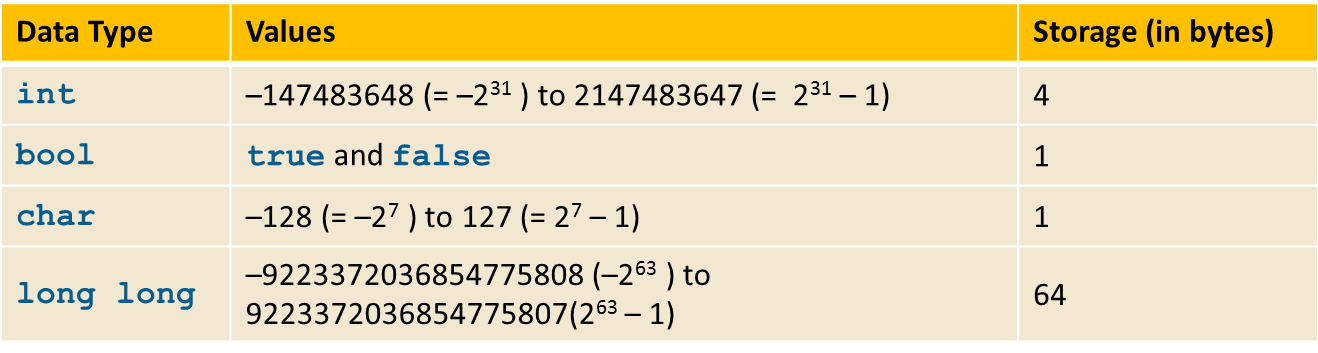 Data Type Values Storage (in bytes)
int –147483648 (= –2³¹ ) to 2147483647 (= 2³¹ – 1) 4
bool true and false 1
char –128 (= –2⁷ ) to 127 (= 2⁷ – 1) 1
long long –9223372036854775808 (–2⁶³ ) to
9223372036854775807(2⁶³ – 1) 64